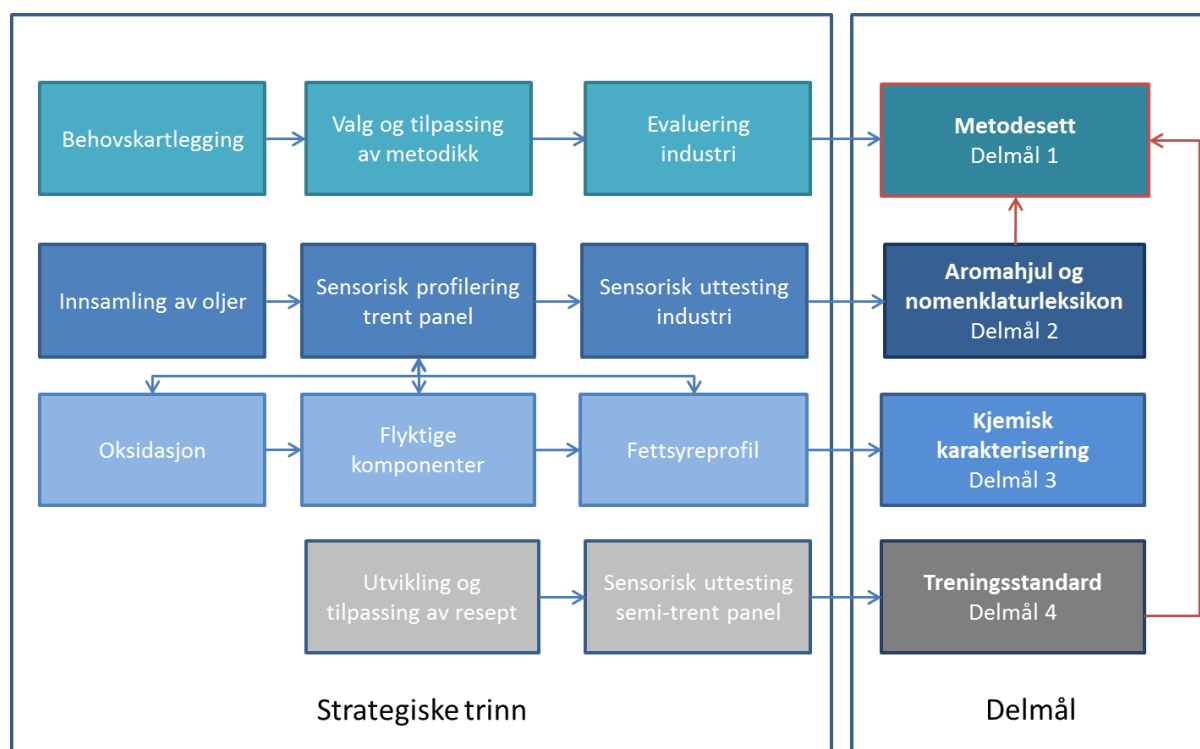 Behovskartlegging
Valg og tilpassing
av metodikk
Evaluering
industri
Metodesett
Delmål 1
Innsamling av oljer
Sensorisk profilering
trent panel
Sensorisk uttesting
industri
Aromahjul og
nomenklaturleksikon
Delmål 2
Oksidasjon
Flyktige
komponenter
Fettsyreprofil
Kjemisk
karakterisering
Delmål 3
Utvikling og
tilpassing av resept
Sensorisk uttesting
semi-trent panel
Treningsstandard
Delmål 4
Strategiske trinn
Delmål